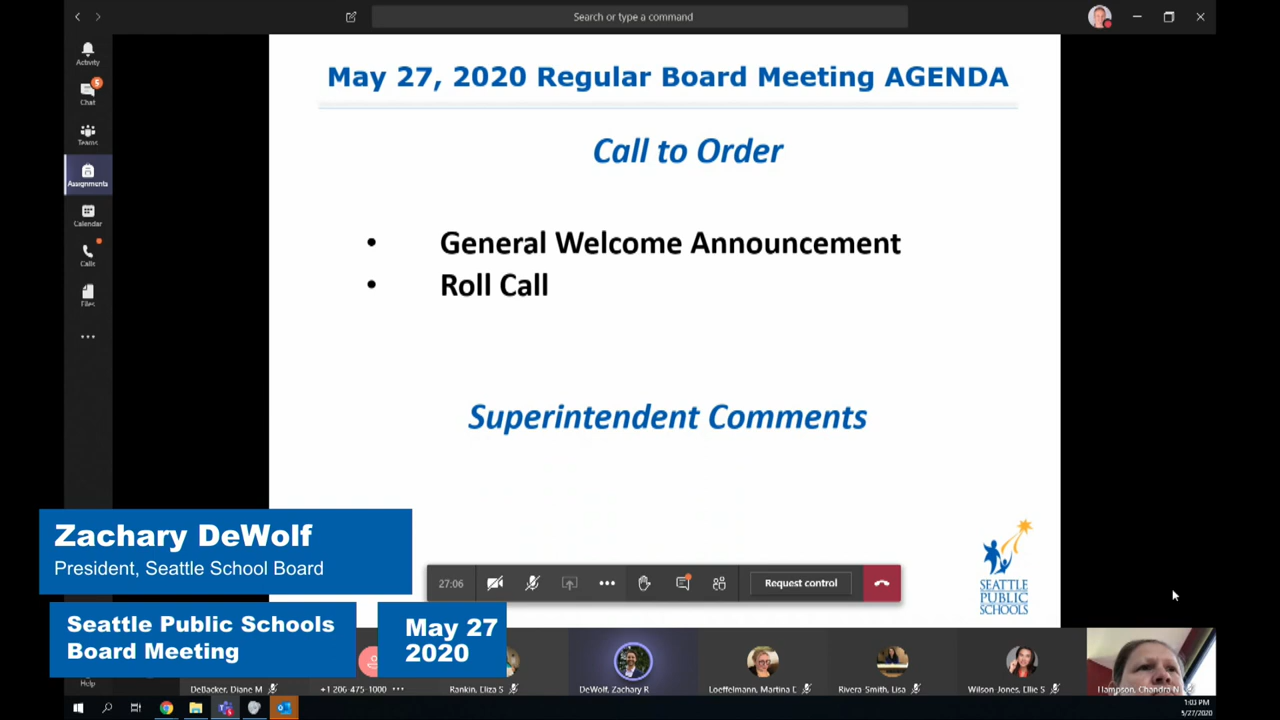 Search or type a command
Activity
5
Chat
Teams
Assignments
Calendar
Calls
Files
May 27, 2020 Regular Board Meeting AGENDA
Call to Order
• General Welcome Announcement
• Roll Call
Superintendent Comments
SEATTLE
PUBLIC
SCHOOLS
Zachary DeWolf
President, Seattle School Board
27:06
Request control
Seattle Public Schools
Board Meeting
May 27
2020
Help
DeBacker, Diane M
+1 206-475-1000
Rankin, Eliza S
DeWolf, Zachary R
Loeffelmann, Martina C
Rivera-Smith, Lisa
Wilson-Jones, Ellie S
Hampson, Chandra N
1:03 PM
5/27/2020